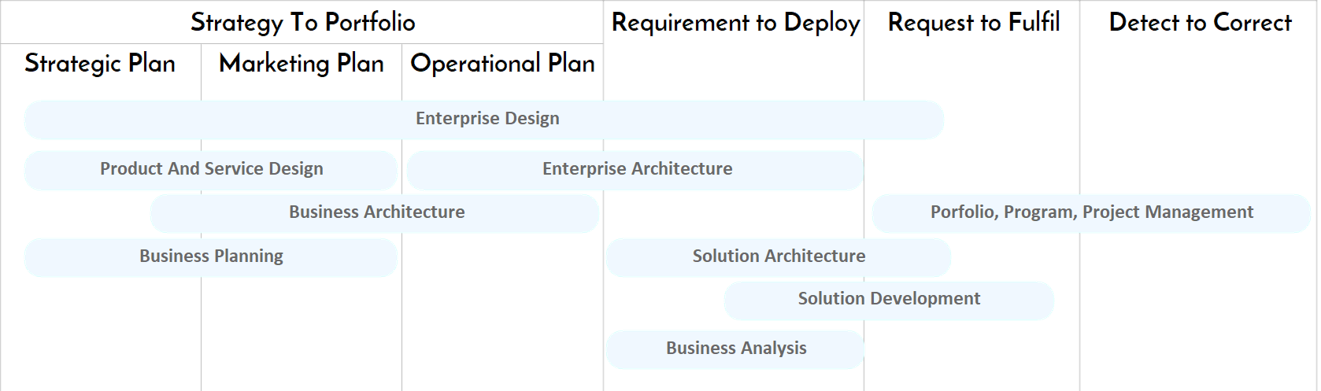 Strategy To Portfolio
Requirement to Deploy
Request to Fulfil
Detect to Correct
Strategic Plan
Marketing Plan
Operational Plan
Enterprise Design
Product And Service Design
Enterprise Architecture
Business Architecture
Porfolio, Program, Project Management
Business Planning
Solution Architecture
Solution Development
Business Analysis